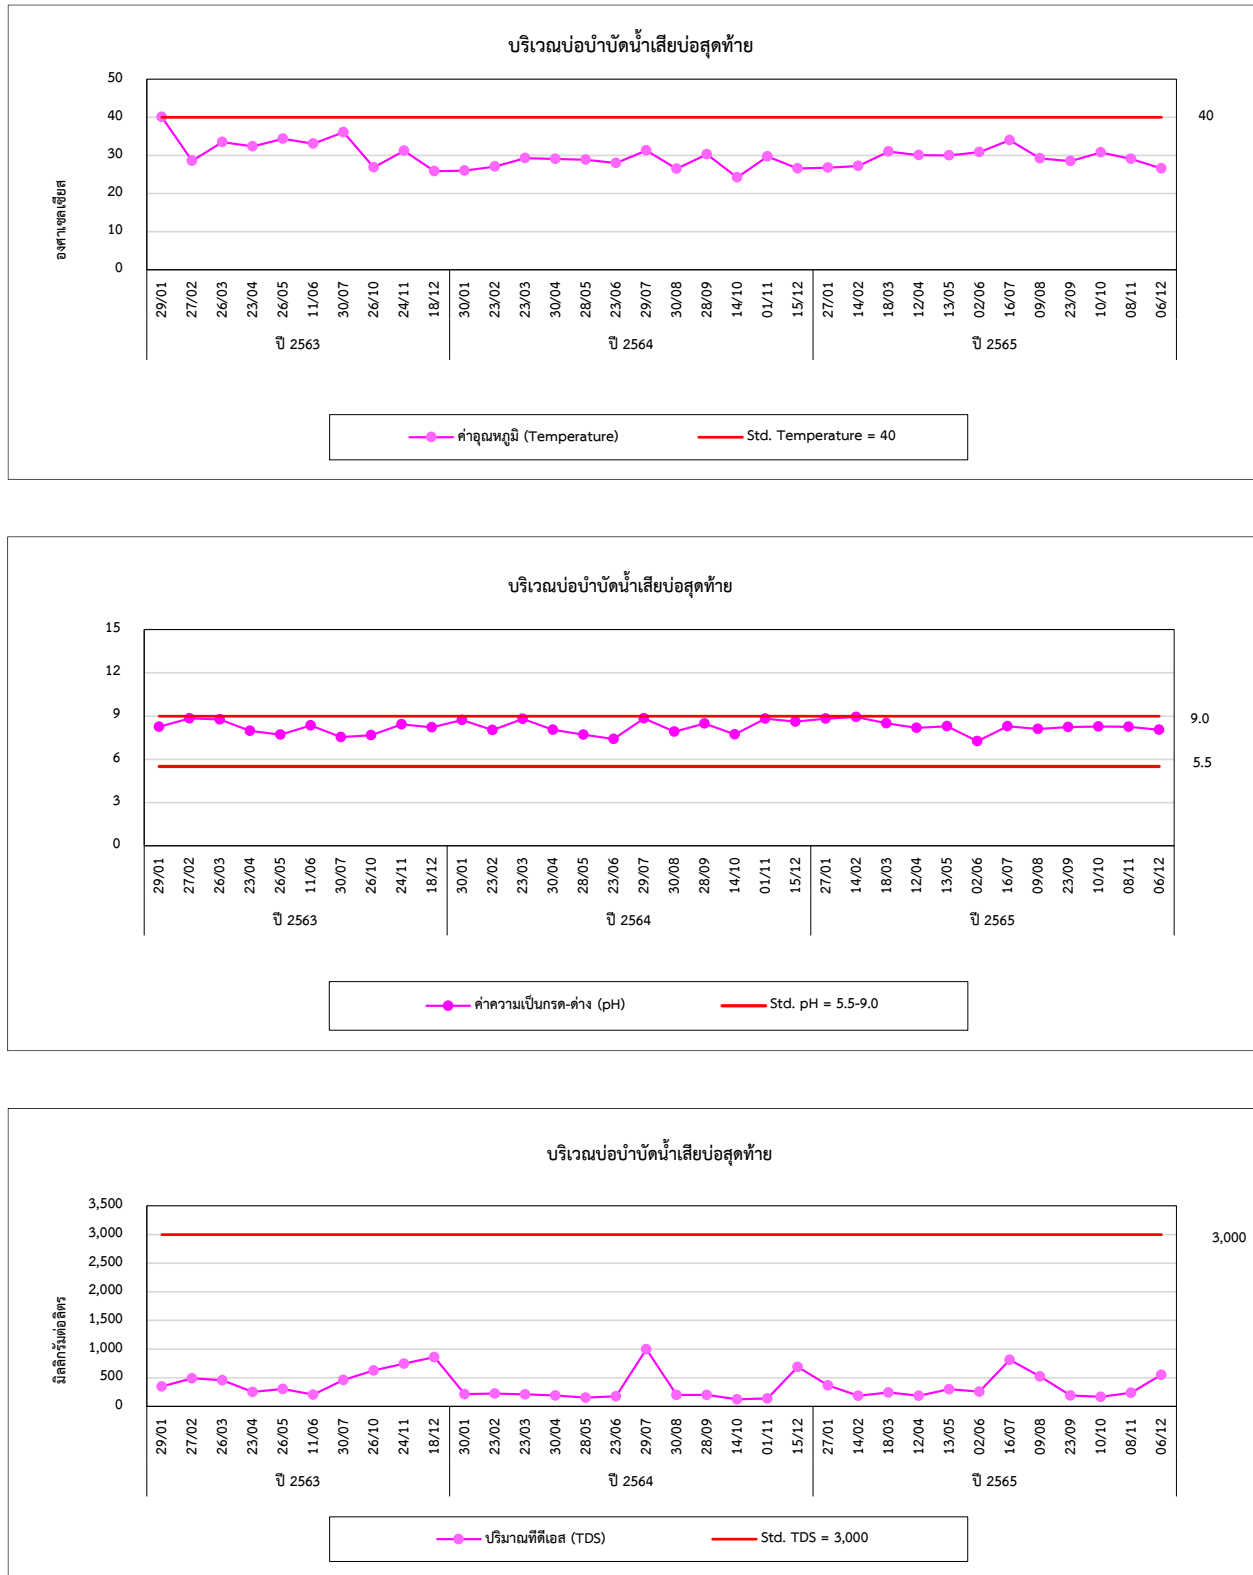 บริเวณบ่อบำบัดน้ำเสียบ่อสุดท้าย
50
40
30
20
10
0
40
องศาเซลเซียส
29/01 27/02 26/03 23/04 26/05 11/06 30/07 26/10 24/11 18/12 30/01 23/02 23/03 30/04 28/05 23/06 29/07 30/08 28/09 14/10 01/11 15/12 27/01 14/02 18/03 12/04 13/05 02/06 16/07 09/08 23/09 10/10 08/11 06/12
ปี 2563 ปี 2564 ปี 2565
ค่าอุณหภูมิ (Temperature) Std. Temperature = 40
บริเวณบ่อบำบัดน้ำเสียบ่อสุดท้าย
15
12
9
6
3
0
9.0
5.5
29/01 27/02 26/03 23/04 26/05 11/06 30/07 26/10 24/11 18/12 30/01 23/02 23/03 30/04 28/05 23/06 29/07 30/08 28/09 14/10 01/11 15/12 27/01 14/02 18/03 12/04 13/05 02/06 16/07 09/08 23/09 10/10 08/11 06/12
ปี 2563 ปี 2564 ปี 2565
ค่าความเป็นกรด-ด่าง (pH) Std. pH = 5.5-9.0
บริเวณบ่อบำบัดน้ำเสียบ่อสุดท้าย
3,500
3,000
2,500
2,000
1,500
1,000
500
0
3,000
มิลลิกรัมต่อลิตร
29/01 27/02 26/03 23/04 26/05 11/06 30/07 26/10 24/11 18/12 30/01 23/02 23/03 30/04 28/05 23/06 29/07 30/08 28/09 14/10 01/11 15/12 27/01 14/02 18/03 12/04 13/05 02/06 16/07 09/08 23/09 10/10 08/11 06/12
ปี 2563 ปี 2564 ปี 2565
ปริมาณทีดีเอส (TDS) Std. TDS = 3,000